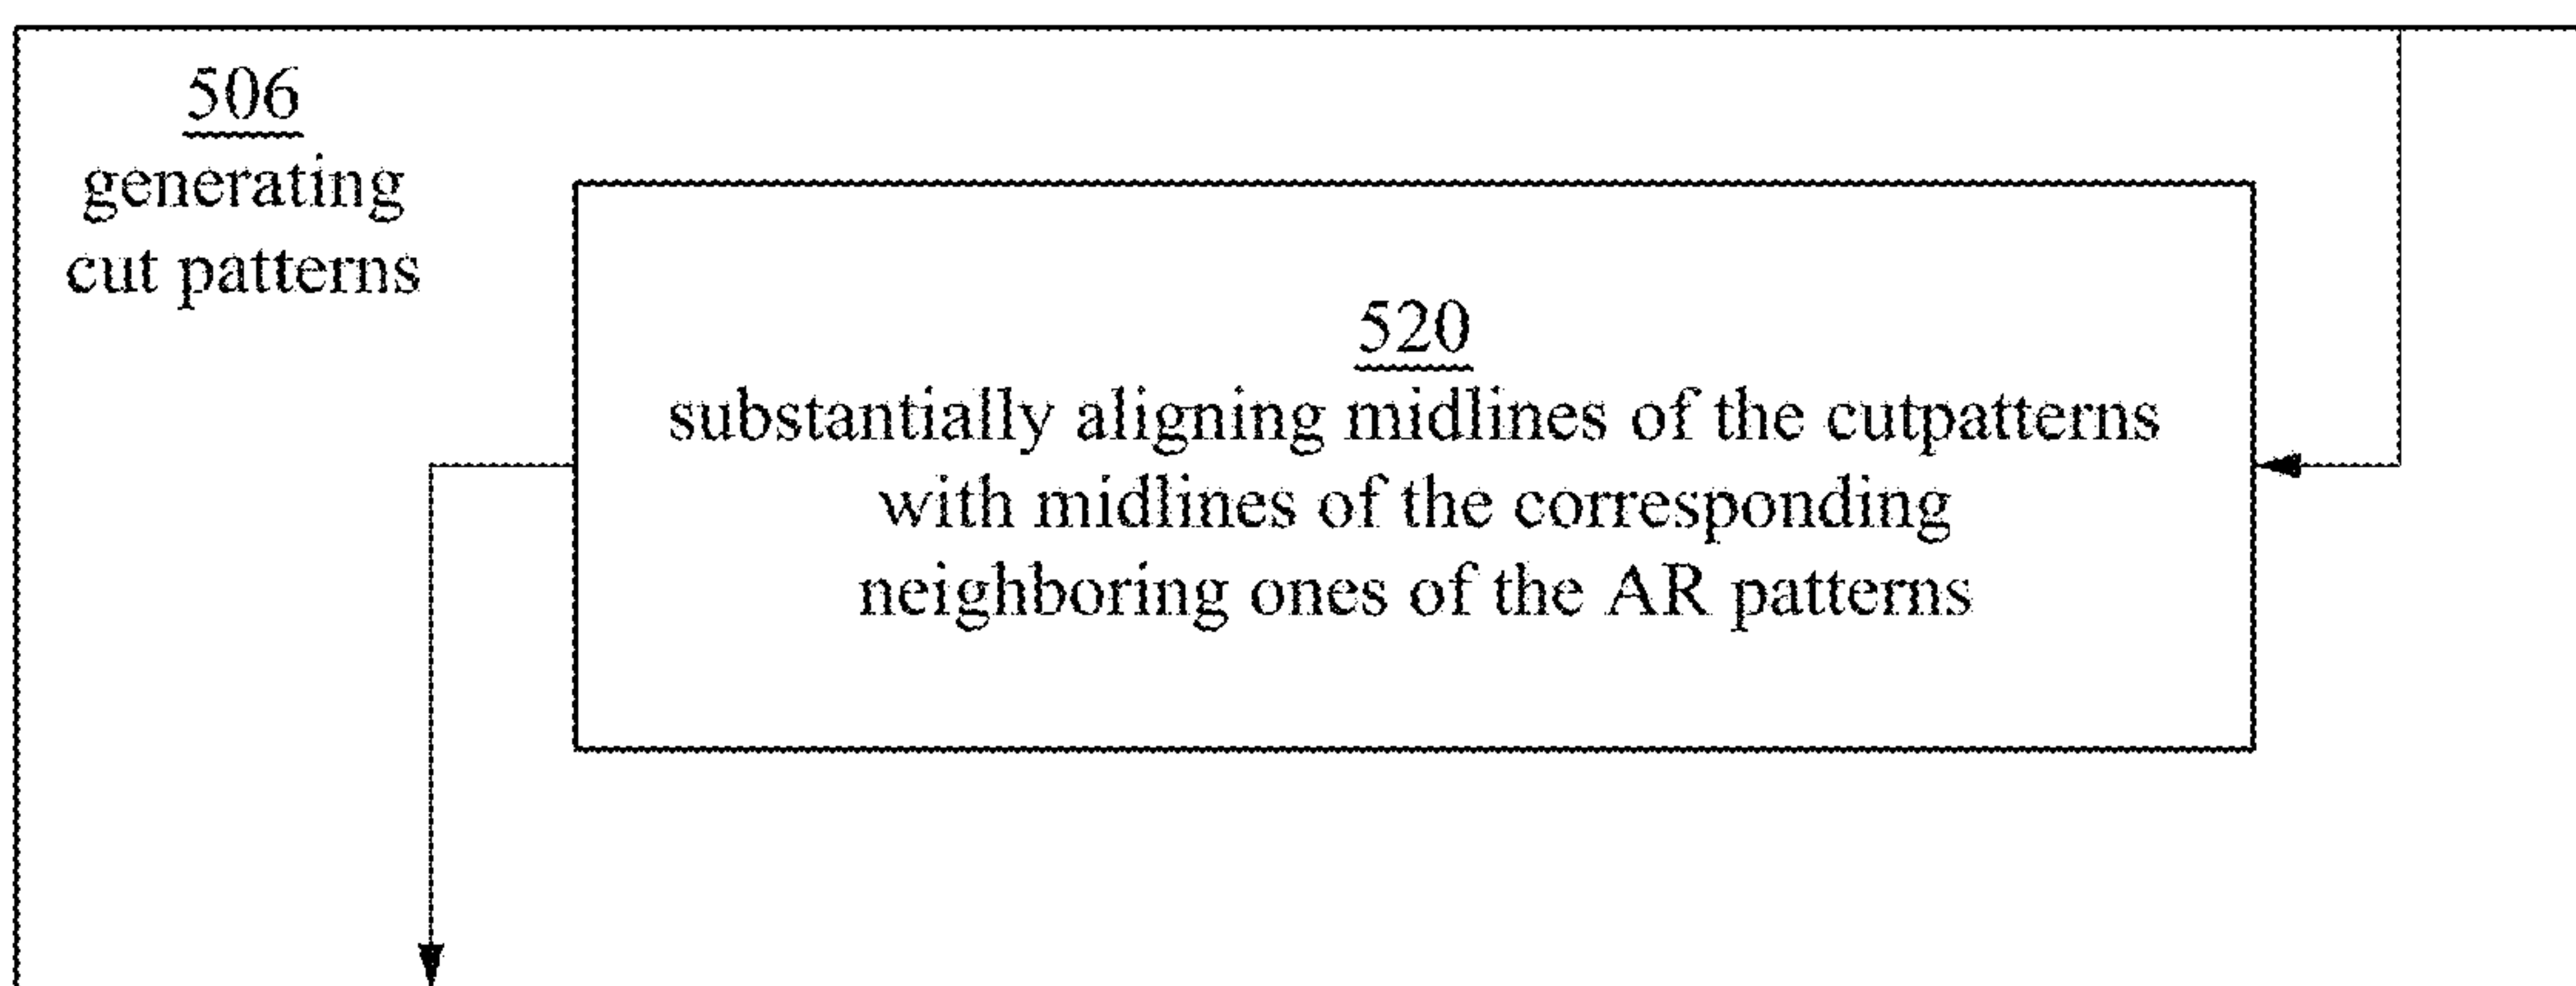 506
generating
cut patterns
520
substantially aligning midlines of the cutpatterns
with midlines of the corresponding
neighboring ones of the AR patterns